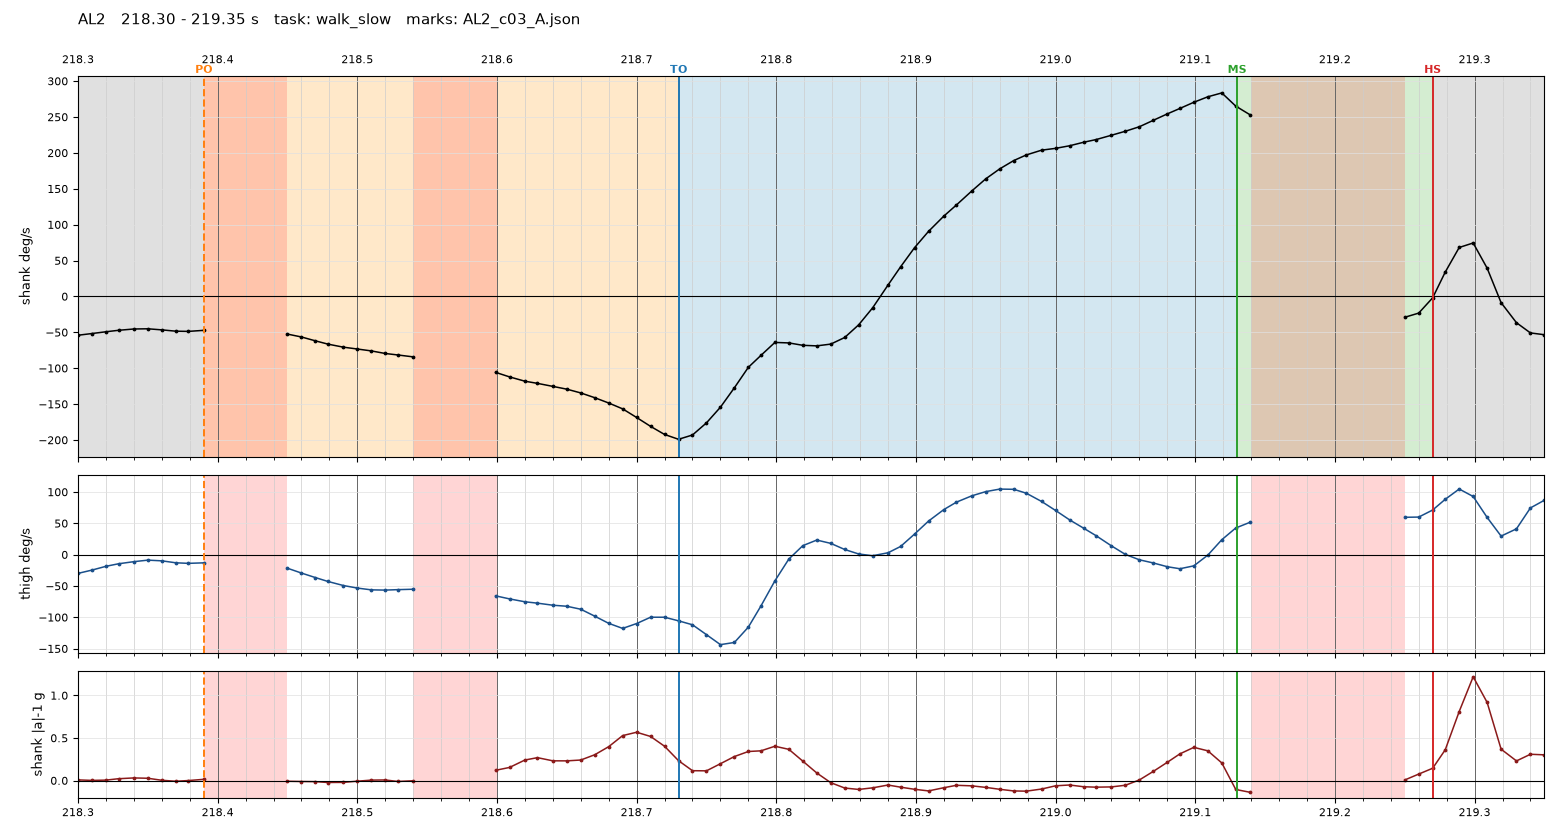 AL2   218.30 - 219.35 s   task: walk_slow   marks: AL2_c03_A.json
218.3 218.4 218.5 218.6 218.7 218.8 218.9 219.0 219.1 219.2 219.3
PO TO MS HS
shank deg/s
300
250
200
150
100
50
0
−50
−100
−150
−200
thigh deg/s
100
50
0
−50
−100
−150
shank |a|-1 g
1.0
0.5
0.0
218.3 218.4 218.5 218.6 218.7 218.8 218.9 219.0 219.1 219.2 219.3